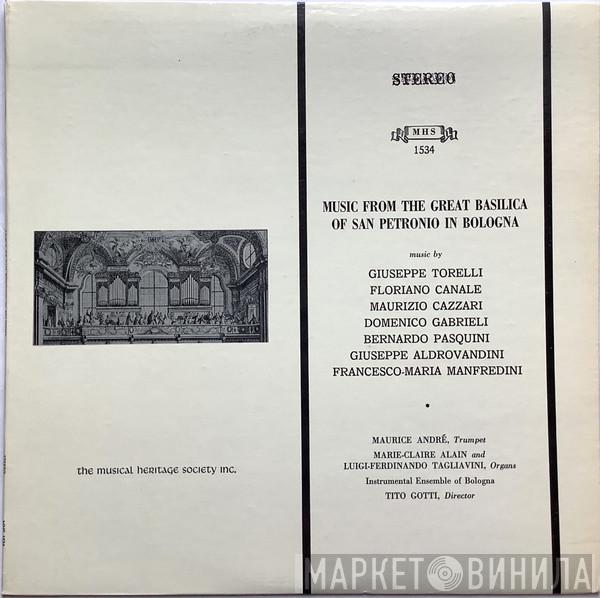 STEREO
MHS
1534
MUSIC FROM THE GREAT BASILICA
OF SAN PETRONIO IN BOLOGNA
music by
GIUSEPPE TORELLI
FLORIANO CANALE
MAURIZIO CAZZARI
DOMENICO GABRIELI
BERNARDO PASQUINI
GIUSEPPE ALDROVANDINI
FRANCESCO-MARIA MANFREDINI
MAURICE ANDRÉ, Trumpet
MARIE-CLAIRE ALAIN and
LUIGI-FERDINANDO TAGLIAVINI, Organs
Instrumental Ensemble of Bologna
TITO GOTTI, Director
the musical heritage society inc.
МАРКЕТ ВИНИЛА